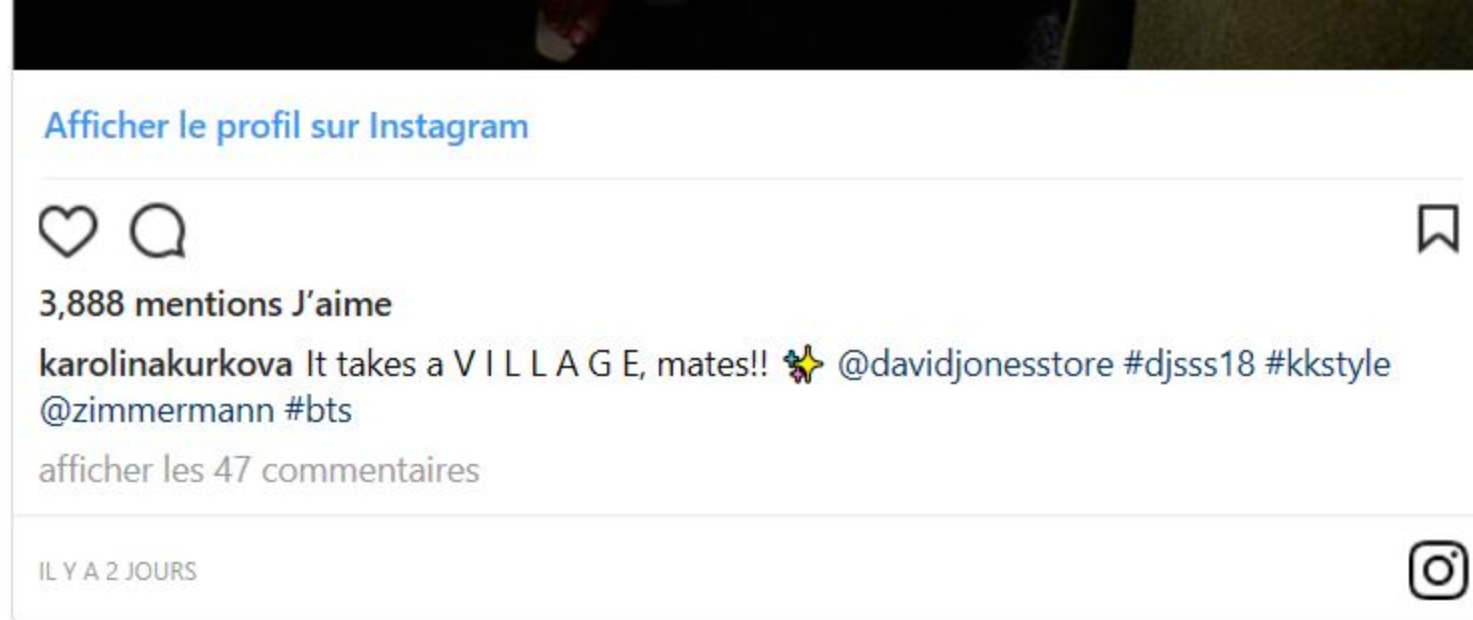 Afficher le profil sur Instagram
3,888 mentions J'aime
karolinakurkova It takes a V I L L A G E, mates!! ✨ @davidjonesstore #djsss18 #kkstyle
@zimmermann #bts
afficher les 47 commentaires
IL Y A 2 JOURS